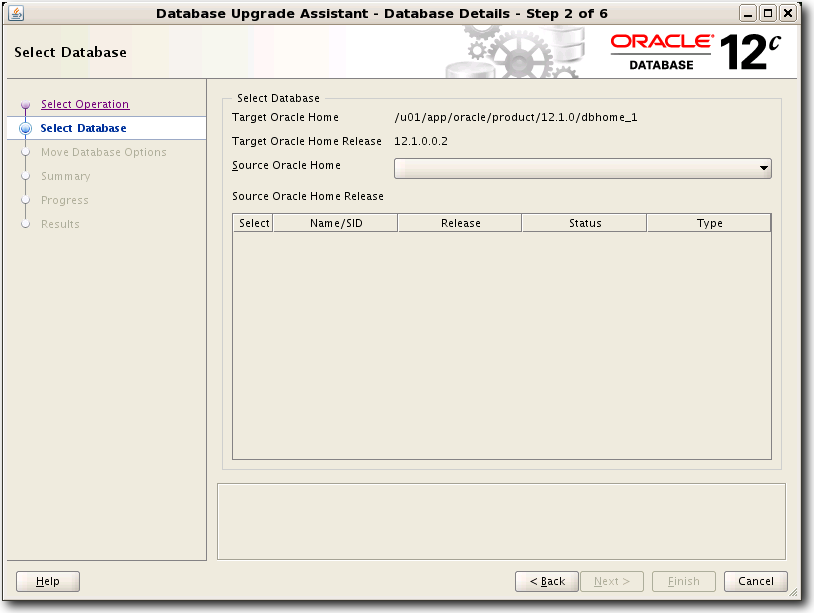 Database Upgrade Assistant - Database Details - Step 2 of 6
Select Database
ORACLE
DATABASE
12c
Select Operation
Select Database
Move Database Options
Summary
Progress
Results
Select Database
Target Oracle Home /u01/app/oracle/product/12.1.0/dbhome_1
Target Oracle Home Release 12.1.0.0.2
Source Oracle Home
Source Oracle Home Release
Select Name/SID Release Status Type
Help < Back Next > Finish Cancel